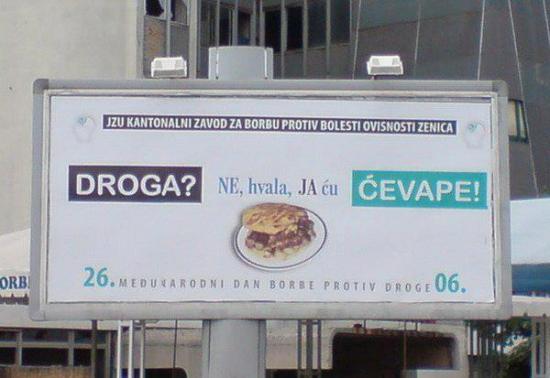 JZU KANTONALNI ZAVOD ZA BORBU PROTIV BOLESTI OVISNOSTI ZENICA
DROGA? NE, hvala, JA ću ĆEVAPE!
26. MEĐUNARODNI DAN BORBE PROTIV DROGE 06.